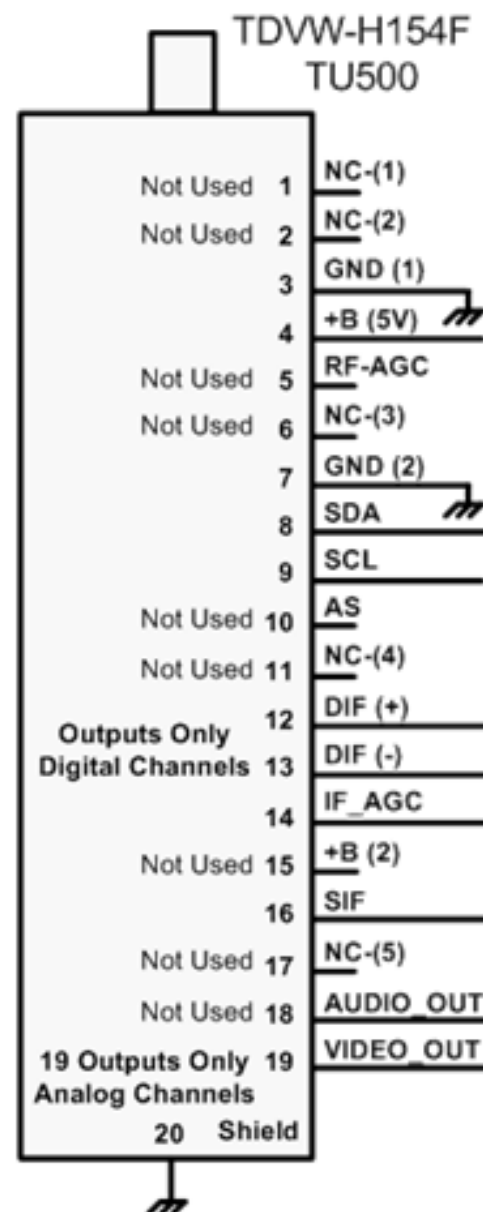 TDVW-H154F
TU500
Not Used 1 NC-(1)
Not Used 2 NC-(2)
3 GND (1)
4 +B (5V)
Not Used 5 RF-AGC
Not Used 6 NC-(3)
7 GND (2)
8 SDA
9 SCL
Not Used 10 AS
Not Used 11 NC-(4)
12 DIF (+)
Outputs Only
Digital Channels 13 DIF (-)
14 IF_AGC
Not Used 15 +B (2)
16 SIF
Not Used 17 NC-(5)
Not Used 18 AUDIO_OUT
19 Outputs Only 19 VIDEO_OUT
Analog Channels
20 Shield